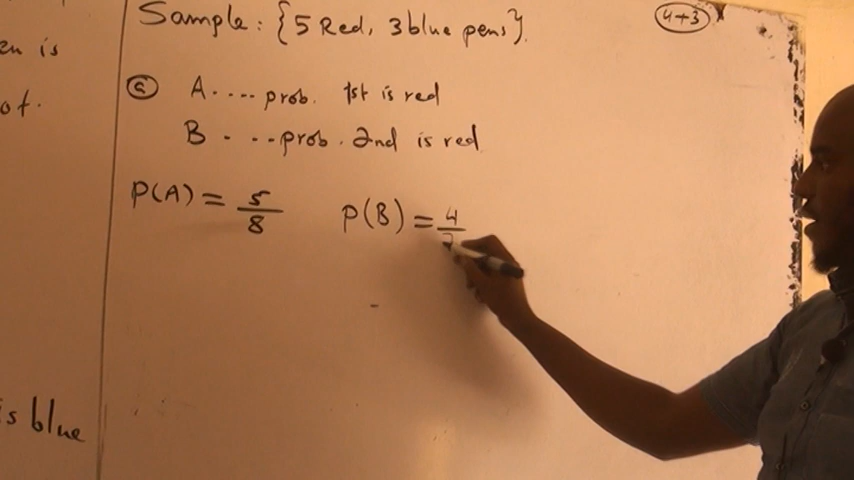 Sample: {5 Red, 3 blue pens}.
4+3
en is
of.
ⓐ A.... prob. 1st is red
B - - - prob. 2nd is red
P(A) = 5/8 P(B) = 4/
is blue